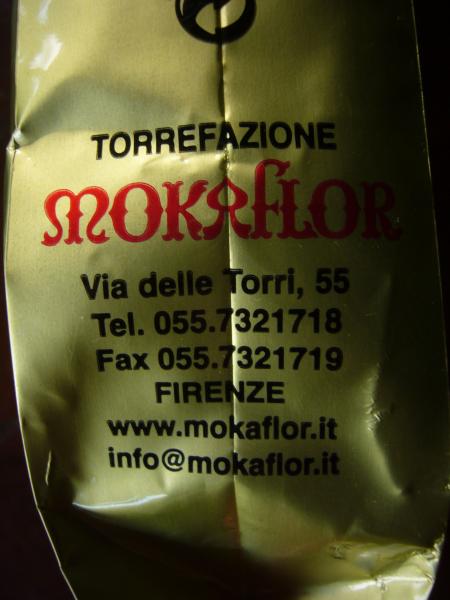 TORREFAZIONE
MOKAFLOR
Via delle Torri, 55
Tel. 055.7321718
Fax 055.7321719
FIRENZE
www.mokaflor.it
info@mokaflor.it